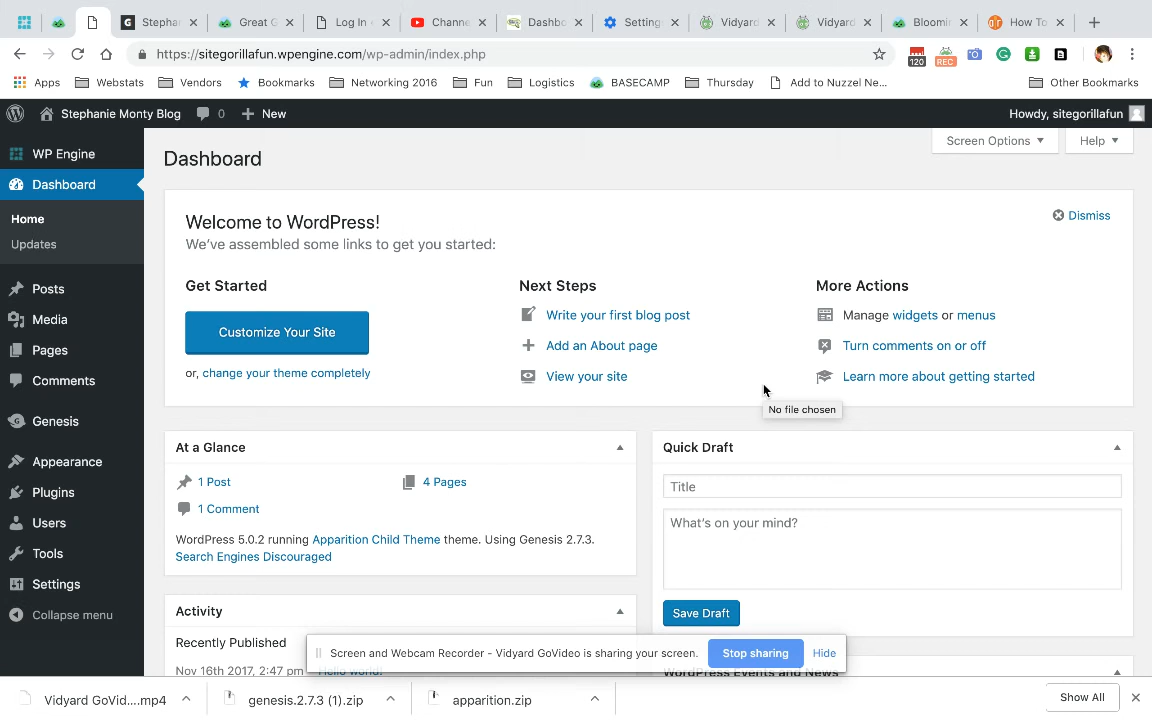 Stephan
Great G
Log In
Channe
Dashbo
Setting
Vidyard
Vidyard
Bloomin
How To
https://sitegorillafun.wpengine.com/wp-admin/index.php
120
REC
Apps
Webstats
Vendors
Bookmarks
Networking 2016
Fun
Logistics
BASECAMP
Thursday
Add to Nuzzel Ne...
Other Bookmarks
Stephanie Monty Blog
0
New
Howdy, sitegorillafun
WP Engine
Dashboard
Home
Updates
Posts
Media
Pages
Comments
Genesis
Appearance
Plugins
Users
Tools
Settings
Collapse menu
Dashboard
Screen Options
Help
Welcome to WordPress!
We've assembled some links to get you started:
Dismiss
Get Started
Customize Your Site
or, change your theme completely
Next Steps
Write your first blog post
Add an About page
View your site
More Actions
Manage widgets or menus
Turn comments on or off
Learn more about getting started
No file chosen
At a Glance
1 Post
4 Pages
1 Comment
WordPress 5.0.2 running Apparition Child Theme theme. Using Genesis 2.7.3.
Search Engines Discouraged
Quick Draft
Title
What's on your mind?
Save Draft
Activity
Recently Published
Nov 16th 2017, 2:47 pm
Hello world!
WordPress Events and News
Screen and Webcam Recorder - Vidyard GoVideo is sharing your screen.
Stop sharing
Hide
Vidyard GoVid....mp4
genesis.2.7.3 (1).zip
apparition.zip
Show All